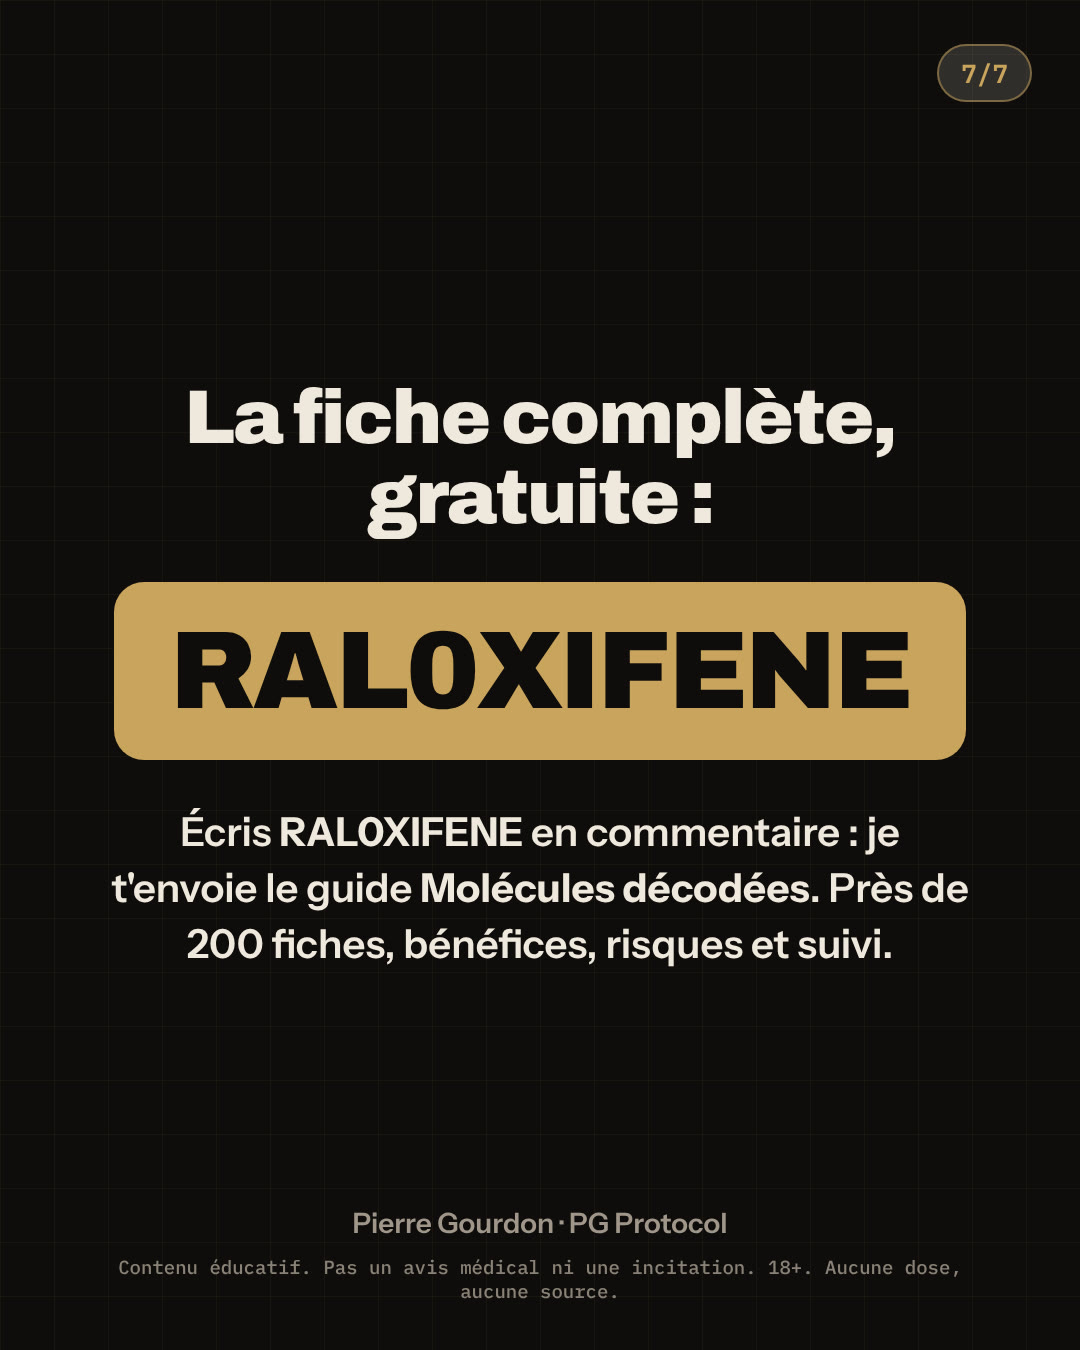 7/7
La fiche complète,
gratuite :
RAL0XIFENE
Écris RAL0XIFENE en commentaire : je
t'envoie le guide Molécules décodées. Près de
200 fiches, bénéfices, risques et suivi.
Pierre Gourdon · PG Protocol
Contenu éducatif. Pas un avis médical ni une incitation. 18+. Aucune dose,
aucune source.